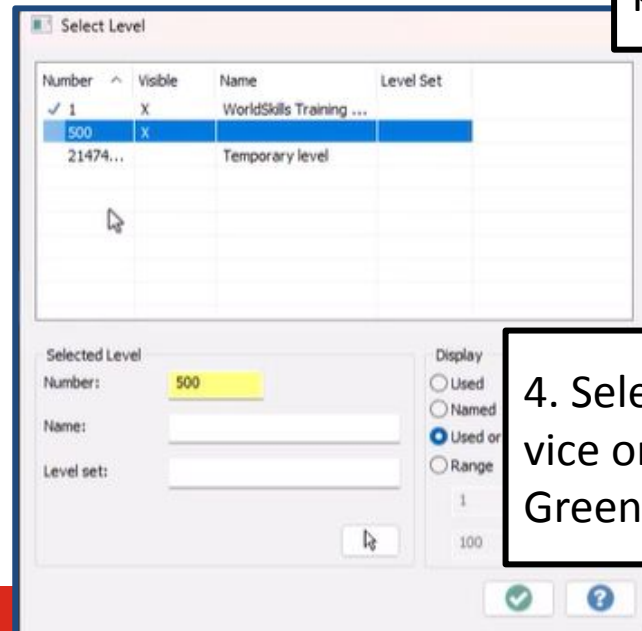 Select Level
Number Visible Name Level Set
✓ 1 X WorldSkills Training ...
500 X
21474... Temporary level
Selected Level
Number: 500
Name:
Level set:
Display
Used
Named
Used or
Range
1
100
4. Sele
vice or
Green